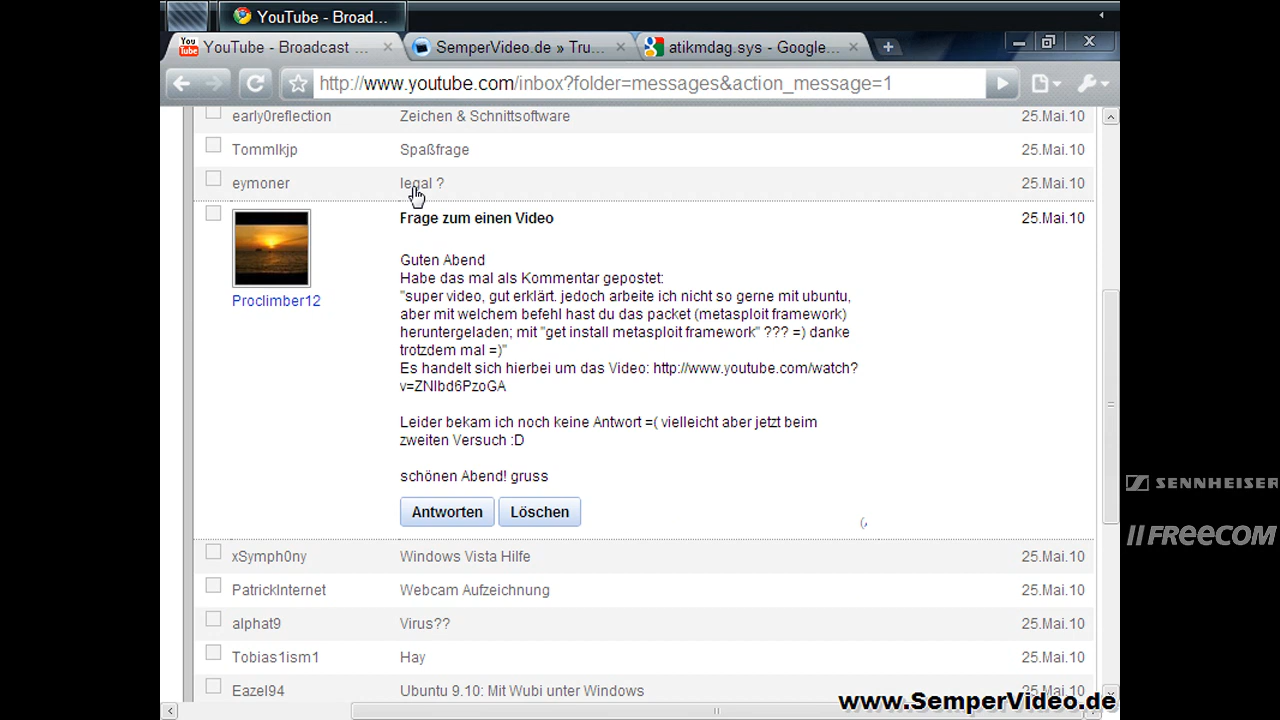 YouTube - Broad...
YouTube - Broadcast ...
SemperVideo.de » Tru...
atikmdag.sys - Google...
http://www.youtube.com/inbox?folder=messages&action_message=1
early0reflection Zeichen & Schnittsoftware 25.Mai.10
Tommlkjp Spaßfrage 25.Mai.10
eymoner legal ? 25.Mai.10
Frage zum einen Video 25.Mai.10
Guten Abend
Habe das mal als Kommentar gepostet:
"super video, gut erklärt. jedoch arbeite ich nicht so gerne mit ubuntu,
aber mit welchem befehl hast du das packet (metasploit framework)
heruntergeladen; mit "get install metasploit framework" ??? =) danke
trotzdem mal =)"
Es handelt sich hierbei um das Video: http://www.youtube.com/watch?
v=ZNIbd6PzoGA
Leider bekam ich noch keine Antwort =( vielleicht aber jetzt beim
zweiten Versuch :D
schönen Abend! gruss
Proclimber12
Antworten Löschen
xSymph0ny Windows Vista Hilfe 25.Mai.10
PatrickInternet Webcam Aufzeichnung 25.Mai.10
alphat9 Virus?? 25.Mai.10
Tobias1ism1 Hay 25.Mai.10
Eazel94 Ubuntu 9.10: Mit Wubi unter Windows 25.Mai.10
SENNHEISER
FREECOM
www.SemperVideo.de